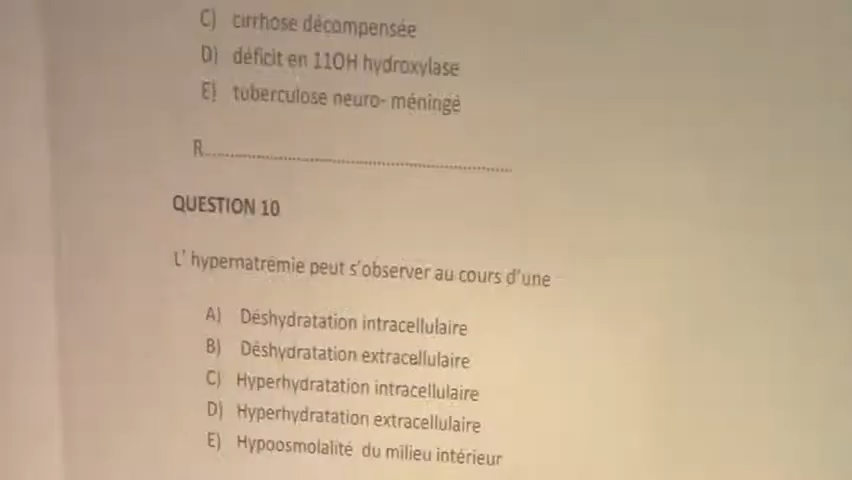 C) cirrhose décompensée
D) déficit en 11OH hydroxylase
E) tuberculose neuro- méningé
R.............................................................
QUESTION 10
L' hypernatrémie peut s'observer au cours d'une
A) Déshydratation intracellulaire
B) Déshydratation extracellulaire
C) Hyperhydratation intracellulaire
D) Hyperhydratation extracellulaire
E) Hypoosmolalité du milieu intérieur